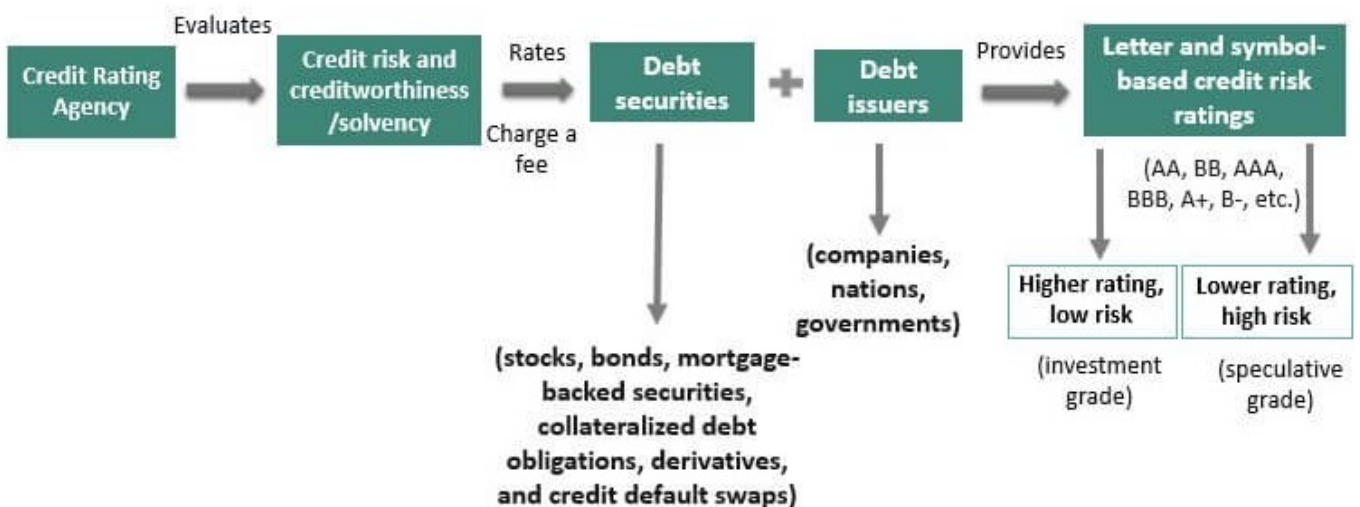 Evaluates
Credit Rating
Agency
Credit risk and
creditworthiness
/solvency
Rates
Charge a
fee
Debt
securities
+
Debt
issuers
Provides
Letter and symbol-
based credit risk
ratings
(stocks, bonds, mortgage-
backed securities,
collateralized debt
obligations, derivatives,
and credit default swaps)
(companies,
nations,
governments)
(AA, BB, AAA,
BBB, A+, B-, etc.)
Higher rating,
low risk
(investment
grade)
Lower rating,
high risk
(speculative
grade)